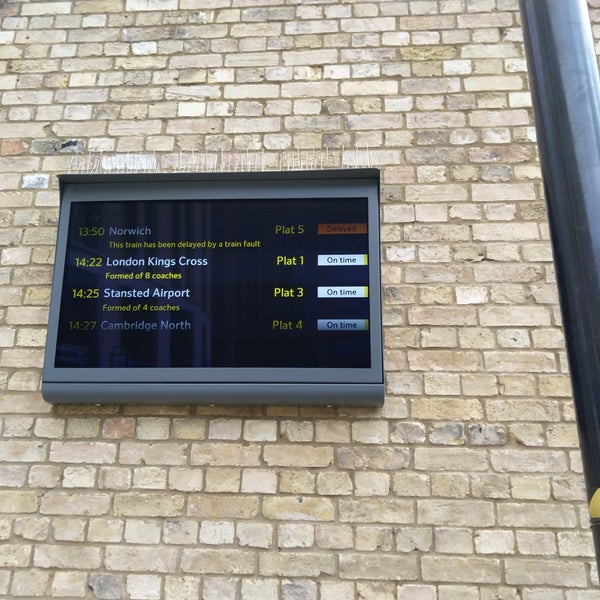 13:50 Norwich Plat 5 Delayed
This train has been delayed by a train fault
14:22 London Kings Cross Plat 1 On time
Formed of 8 coaches
14:25 Stansted Airport Plat 3 On time
Formed of 4 coaches
14:27 Cambridge North Plat 4 On time